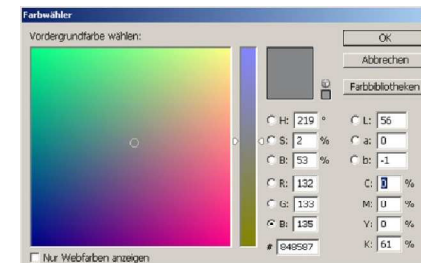 Farbwähler
Vordergrundfarbe wählen:
OK
Abbrechen
Farbbibliotheken
H: 219 °
S: 2 %
B: 53 %
R: 132
G: 133
B: 135
# 848587
L: 56
a: 0
b: -1
C: 0 %
M: 0 %
Y: 0 %
K: 61 %
Nur Webfarben anzeigen